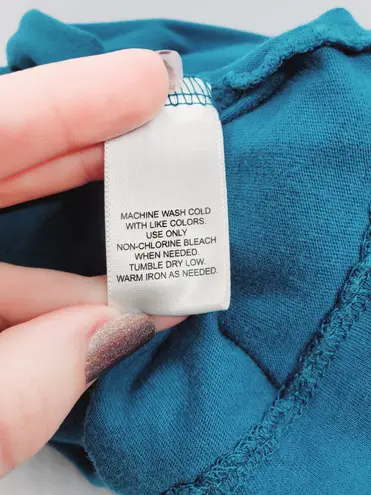 MACHINE WASH COLD
WITH LIKE COLORS.
USE ONLY
NON-CHLORINE BLEACH
WHEN NEEDED.
TUMBLE DRY LOW.
WARM IRON AS NEEDED.